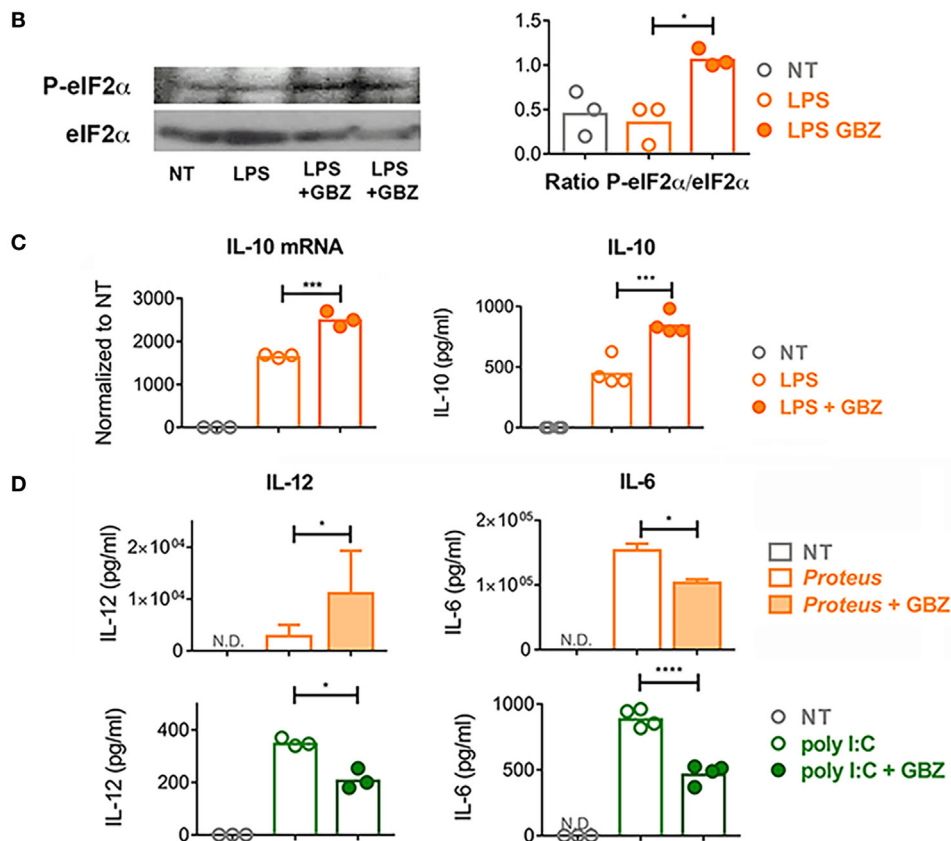 B
P-eIF2α
eIF2α
NT LPS LPS +GBZ LPS +GBZ
1.5
1.0
0.5
0.0
*
Ratio P-eIF2α/eIF2α
NT
LPS
LPS GBZ
C
IL-10 mRNA
Normalized to NT
3000
2000
1000
0
***
IL-10
IL-10 (pg/ml)
1000
500
0
***
NT
LPS
LPS + GBZ
D
IL-12
IL-12 (pg/ml)
2×10⁰⁴
1×10⁰⁴
0
N.D.
*
IL-6
IL-6 (pg/ml)
2×10⁰⁵
1×10⁰⁵
0
N.D.
*
NT
Proteus
Proteus + GBZ
IL-12 (pg/ml)
400
200
0
*
IL-6 (pg/ml)
1000
500
0
N.D.
****
NT
poly I:C
poly I:C + GBZ